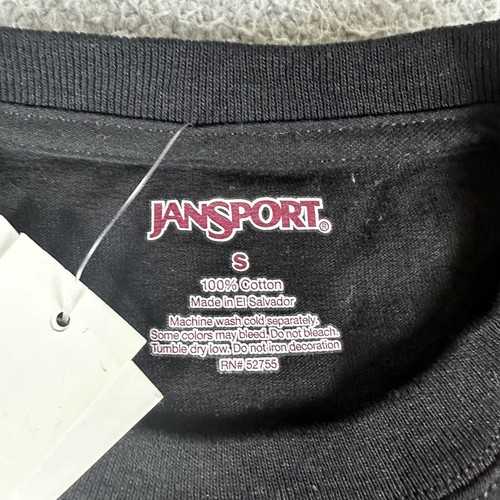 JANSPORT®
S
100% Cotton
Made in El Salvador
Machine wash cold separately.
Some colors may bleed. Do not bleach.
Tumble dry low. Do not iron decoration
RN# 52755